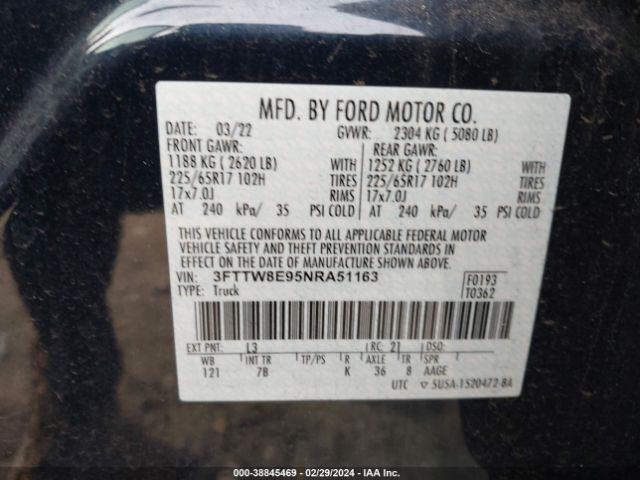 MFD. BY FORD MOTOR CO.
DATE: 03/22 GVWR: 2304 KG ( 5080 LB)
FRONT GAWR: REAR GAWR:
1188 KG ( 2620 LB) WITH 1252 KG ( 2760 LB) WITH
225/65R17 102H TIRES 225/65R17 102H TIRES
17x7.0J RIMS 17x7.0J RIMS
AT 240 kPa/ 35 PSI COLD AT 240 kPa/ 35 PSI COLD
THIS VEHICLE CONFORMS TO ALL APPLICABLE FEDERAL MOTOR
VEHICLE SAFETY AND THEFT PREVENTION STANDARDS IN EFFECT ON THE
DATE OF MANUFACTURE SHOWN ABOVE.
VIN: 3FTTW8E95NRA51163 F0193
TYPE: Truck T0362
EXT PNT: L3 RC: 21 DSO:
WB INT TR TP/PS R AXLE TR SPR
121 7B K 36 8 AAGE
UTC ▽ 5U5A-1520472-BA
000-38845469 - 02/29/2024 - IAA Inc.